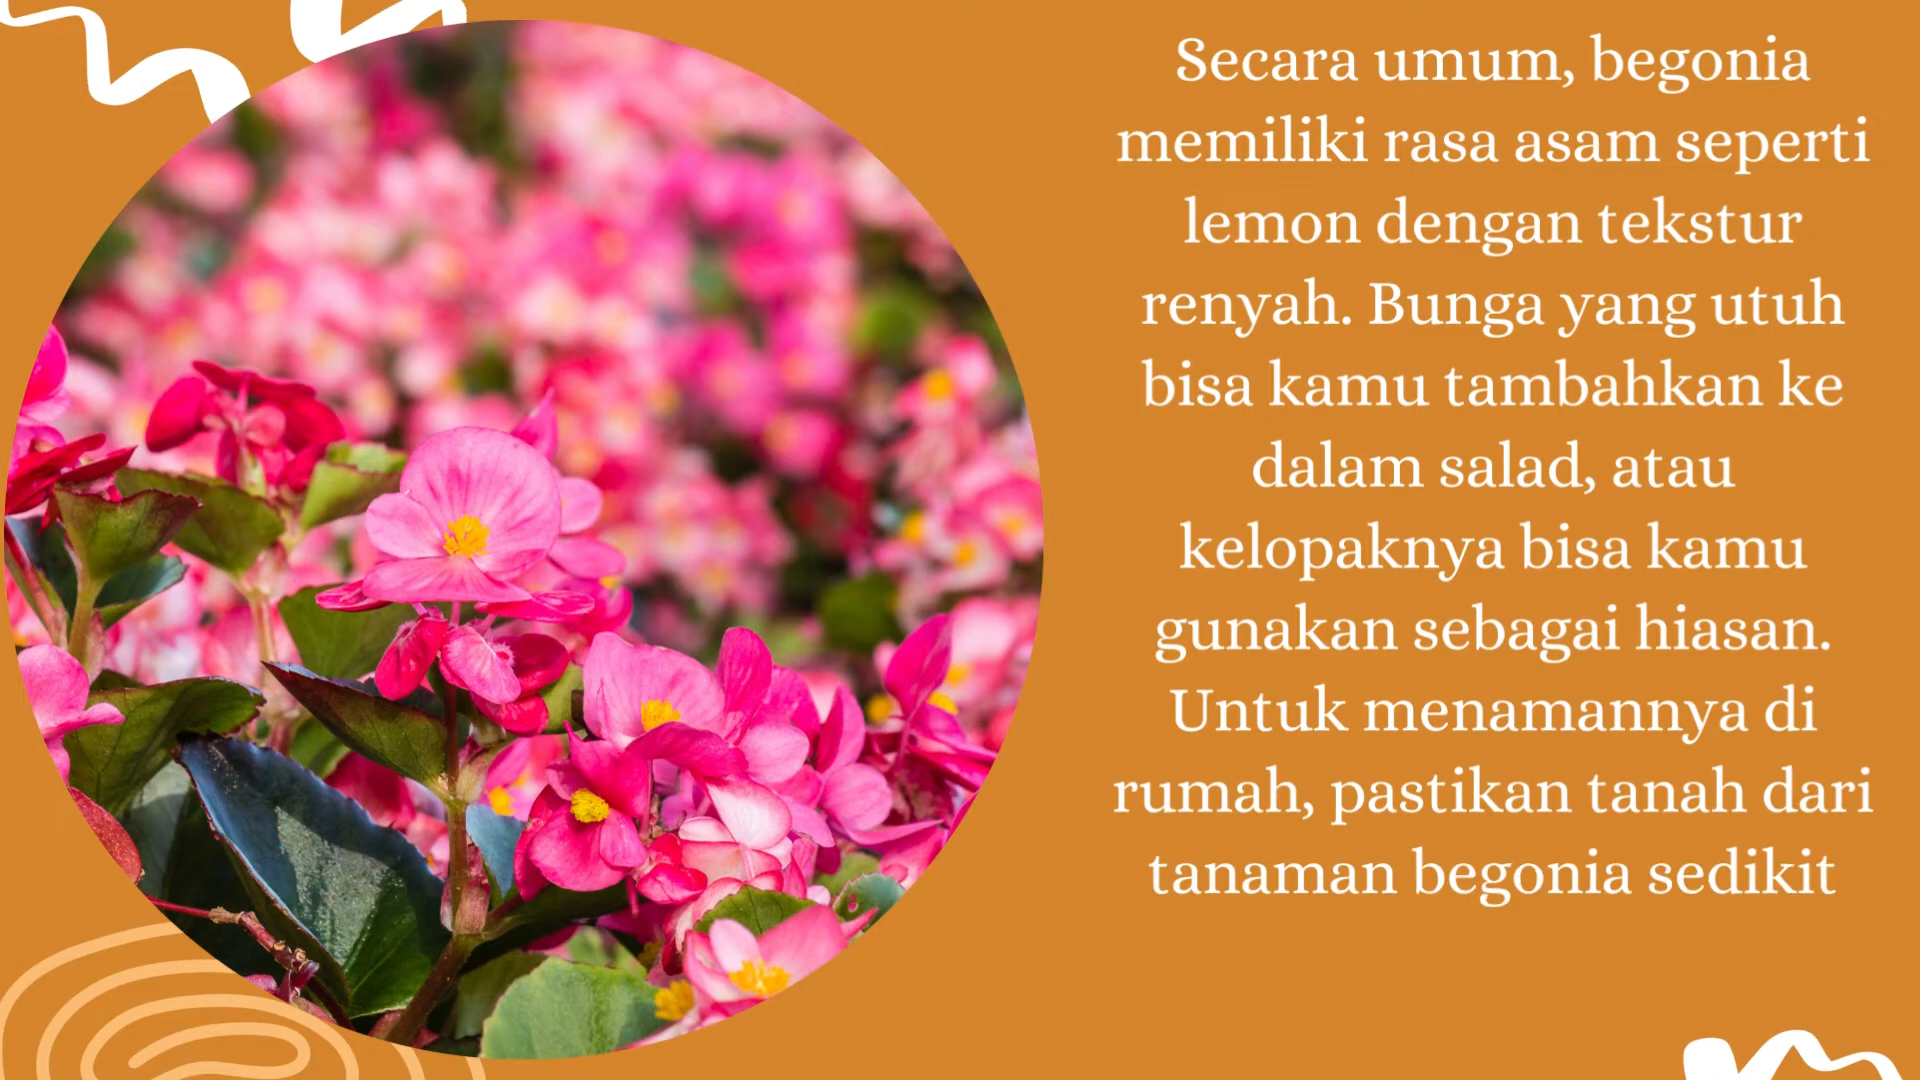 Secara umum, begonia
memiliki rasa asam seperti
lemon dengan tekstur
renyah. Bunga yang utuh
bisa kamu tambahkan ke
dalam salad, atau
kelopaknya bisa kamu
gunakan sebagai hiasan.
Untuk menamannya di
rumah, pastikan tanah dari
tanaman begonia sedikit